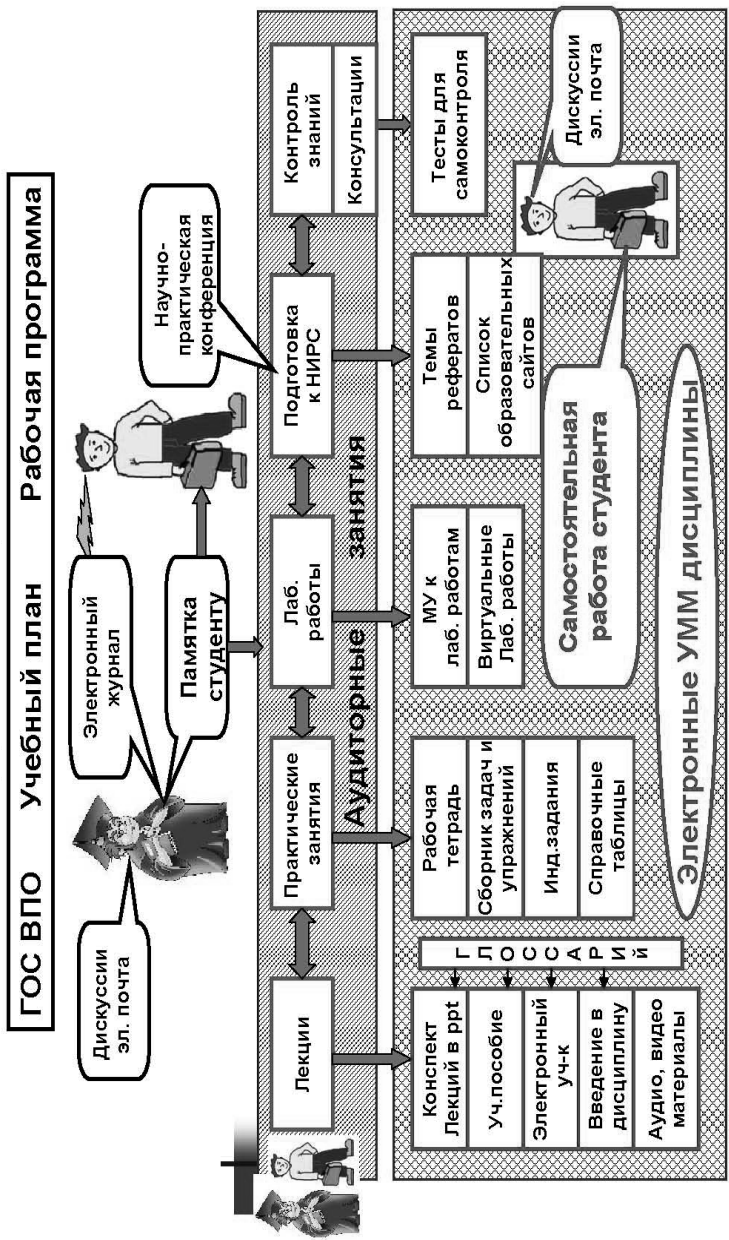 ГОС ВПО Учебный план Рабочая программа
Дискуссии
эл. почта
Электронный
журнал
Памятка
студенту
Научно-
практическая
конференция
Лекции
Практические
занятия
Лаб.
работы
Подготовка
к НИРС
Контроль
знаний
Консультации
Аудиторные занятия
Конспект
Лекций в ppt
Уч.пособие
Электронный
уч-к
Введение в
дисциплину
Аудио, видео
материалы
ГЛОССАРИЙ
Рабочая
тетрадь
Сборник задач и
упражнений
Инд.задания
Справочные
таблицы
МУ к
лаб. работам
Виртуальные
Лаб. работы
Темы
рефератов
Список
образовательных
сайтов
Тесты для
самоконтроля
Дискуссии
эл. почта
Самостоятельная
работа студента
Электронные УММ дисциплины